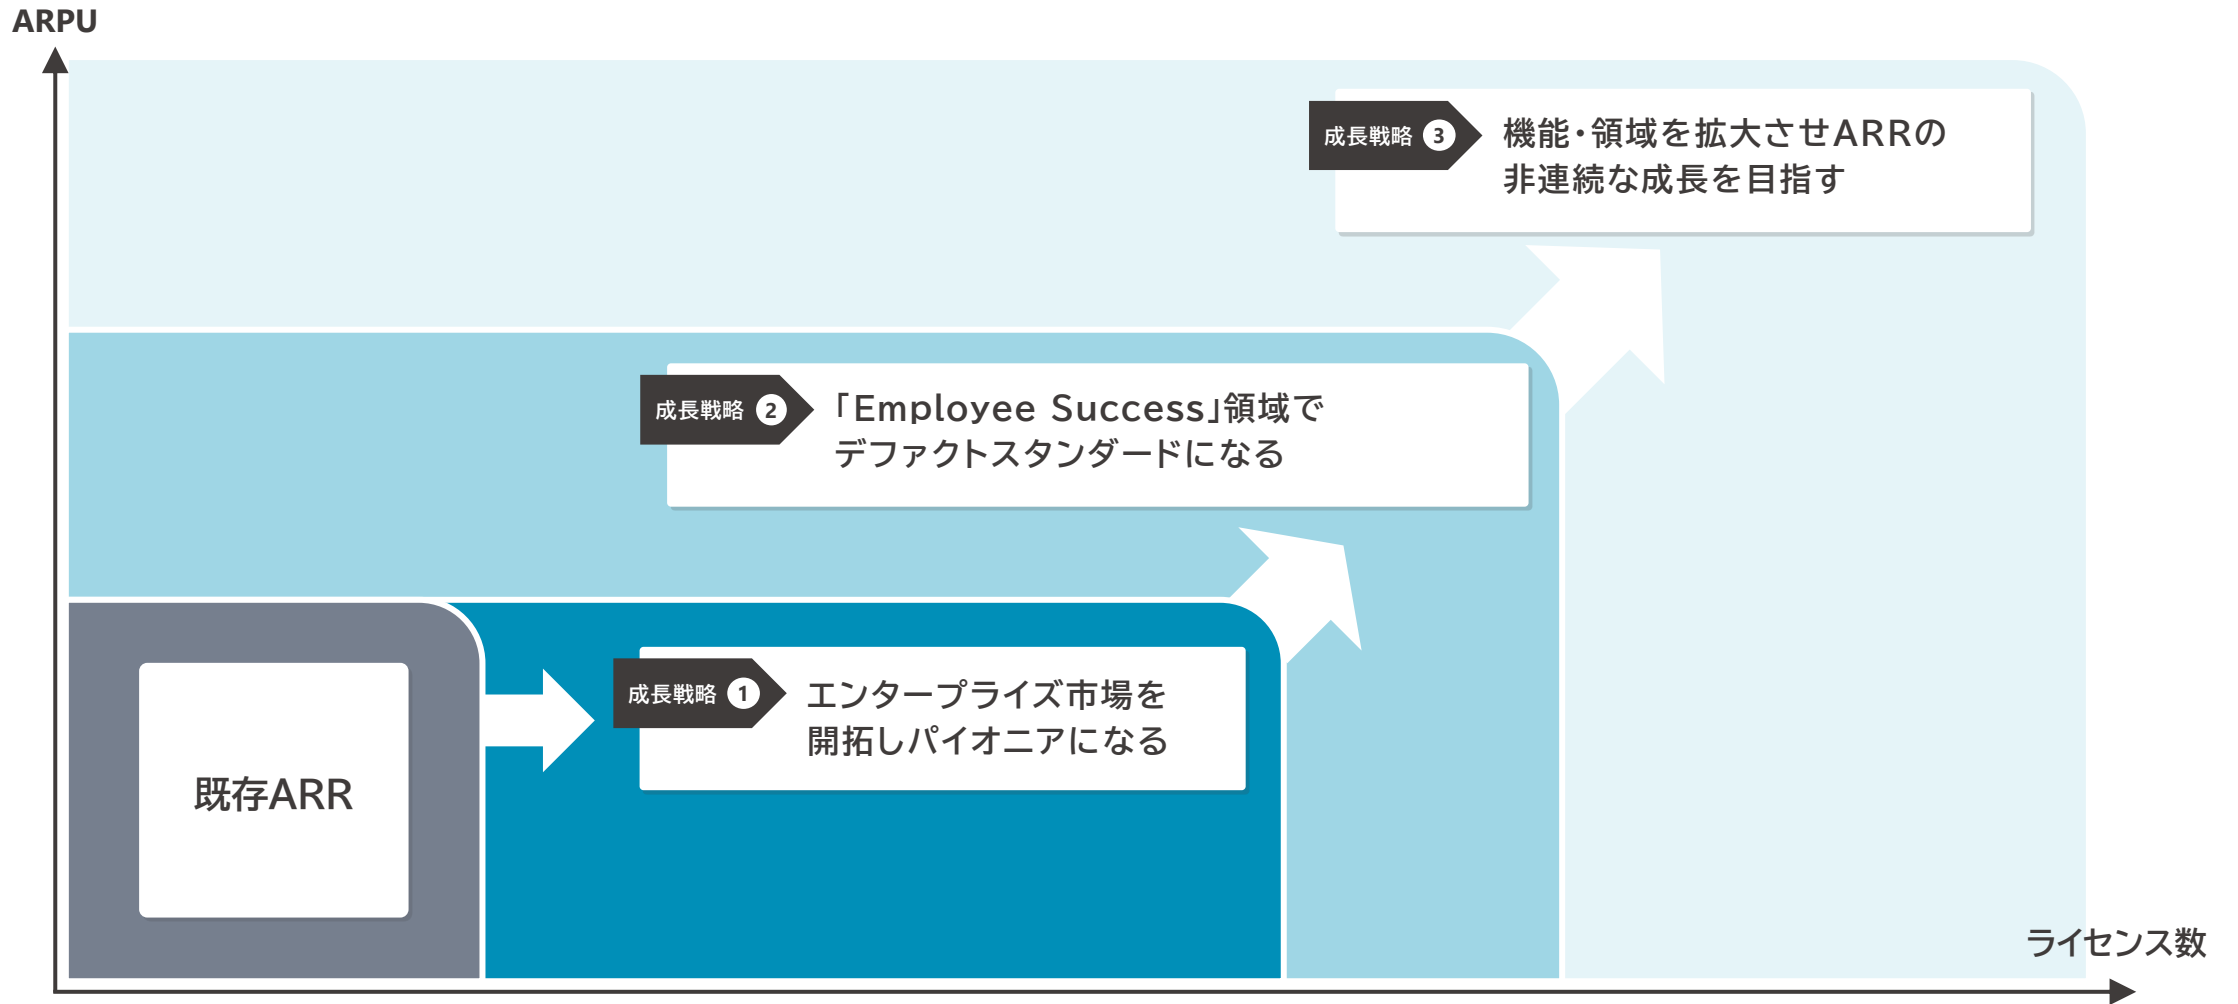 ARPU
成長戦略 3
機能・領域を拡大させARRの
非連続な成長を目指す
成長戦略 2
「Employee Success」領域で
デファクトスタンダードになる
成長戦略 1
エンタープライズ市場を
開拓しパイオニアになる
既存ARR
ライセンス数